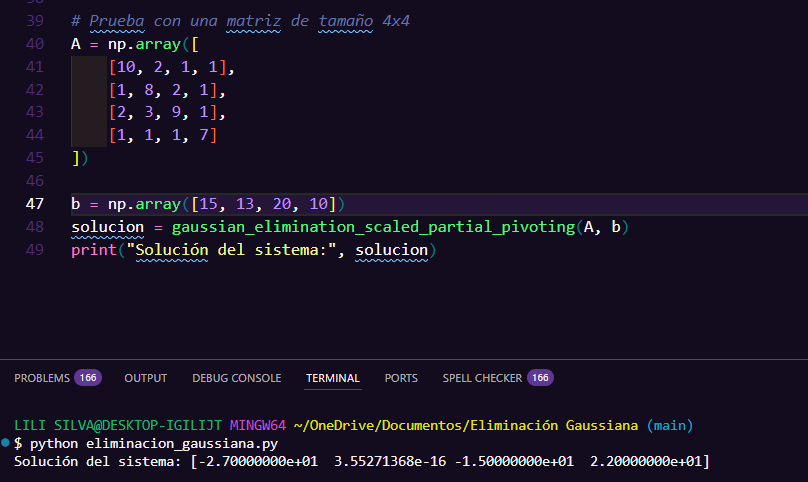 39 # Prueba con una matriz de tamaño 4x4
40 A = np.array([
41 [10, 2, 1, 1],
42 [1, 8, 2, 1],
43 [2, 3, 9, 1],
44 [1, 1, 1, 7]
45 ])
46
47 b = np.array([15, 13, 20, 10])
48 solucion = gaussian_elimination_scaled_partial_pivoting(A, b)
49 print("Solución del sistema:", solucion)
PROBLEMS 166 OUTPUT DEBUG CONSOLE TERMINAL PORTS SPELL CHECKER 166
LILI SILVA@DESKTOP-IGILIJT MINGW64 ~/OneDrive/Documentos/Eliminación Gaussiana (main)
$ python eliminacion_gaussiana.py
Solución del sistema: [-2.70000000e+01 3.55271368e-16 -1.50000000e+01 2.20000000e+01]